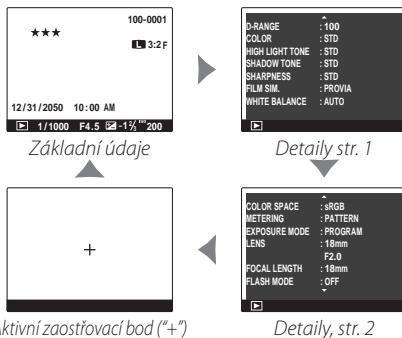 100-0001
★★★
L 3:2 F
12/31/2050 10:00 AM
1/1000 F4.5 -1⅔ ISO 200
Základní údaje
D-RANGE : 100
COLOR : STD
HIGH LIGHT TONE : STD
SHADOW TONE : STD
SHARPNESS : STD
FILM SIM. : PROVIA
WHITE BALANCE : AUTO
Detaily str. 1
COLOR SPACE : sRGB
METERING : PATTERN
EXPOSURE MODE : PROGRAM
LENS : 18mm
F2.0
FOCAL LENGTH : 18mm
FLASH MODE : OFF
Detaily, str. 2
+
ktivní zaostřovací bod (“+”)